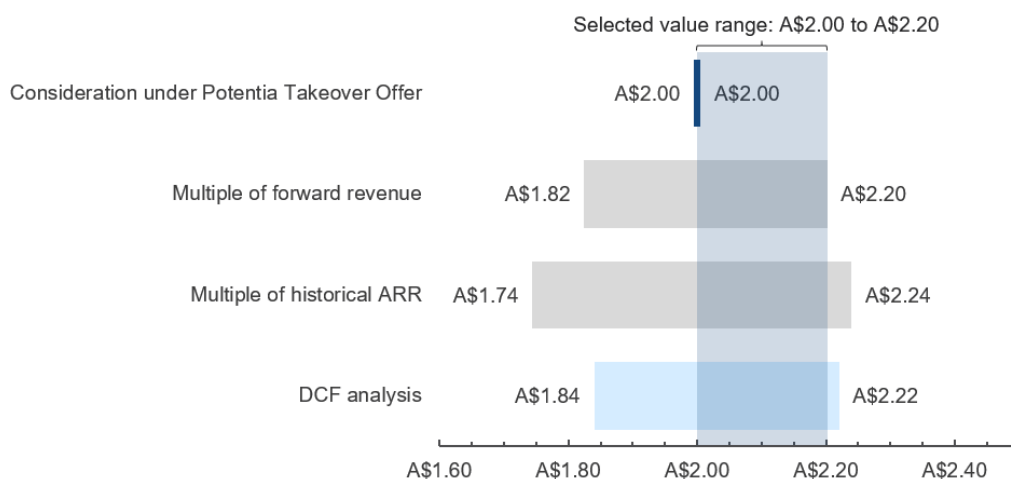 Selected value range: A$2.00 to A$2.20
Consideration under Potentia Takeover Offer
A$2.00
A$2.00
Multiple of forward revenue
A$1.82
A$2.20
Multiple of historical ARR
A$1.74
A$2.24
DCF analysis
A$1.84
A$2.22
A$1.60
A$1.80
A$2.00
A$2.20
A$2.40